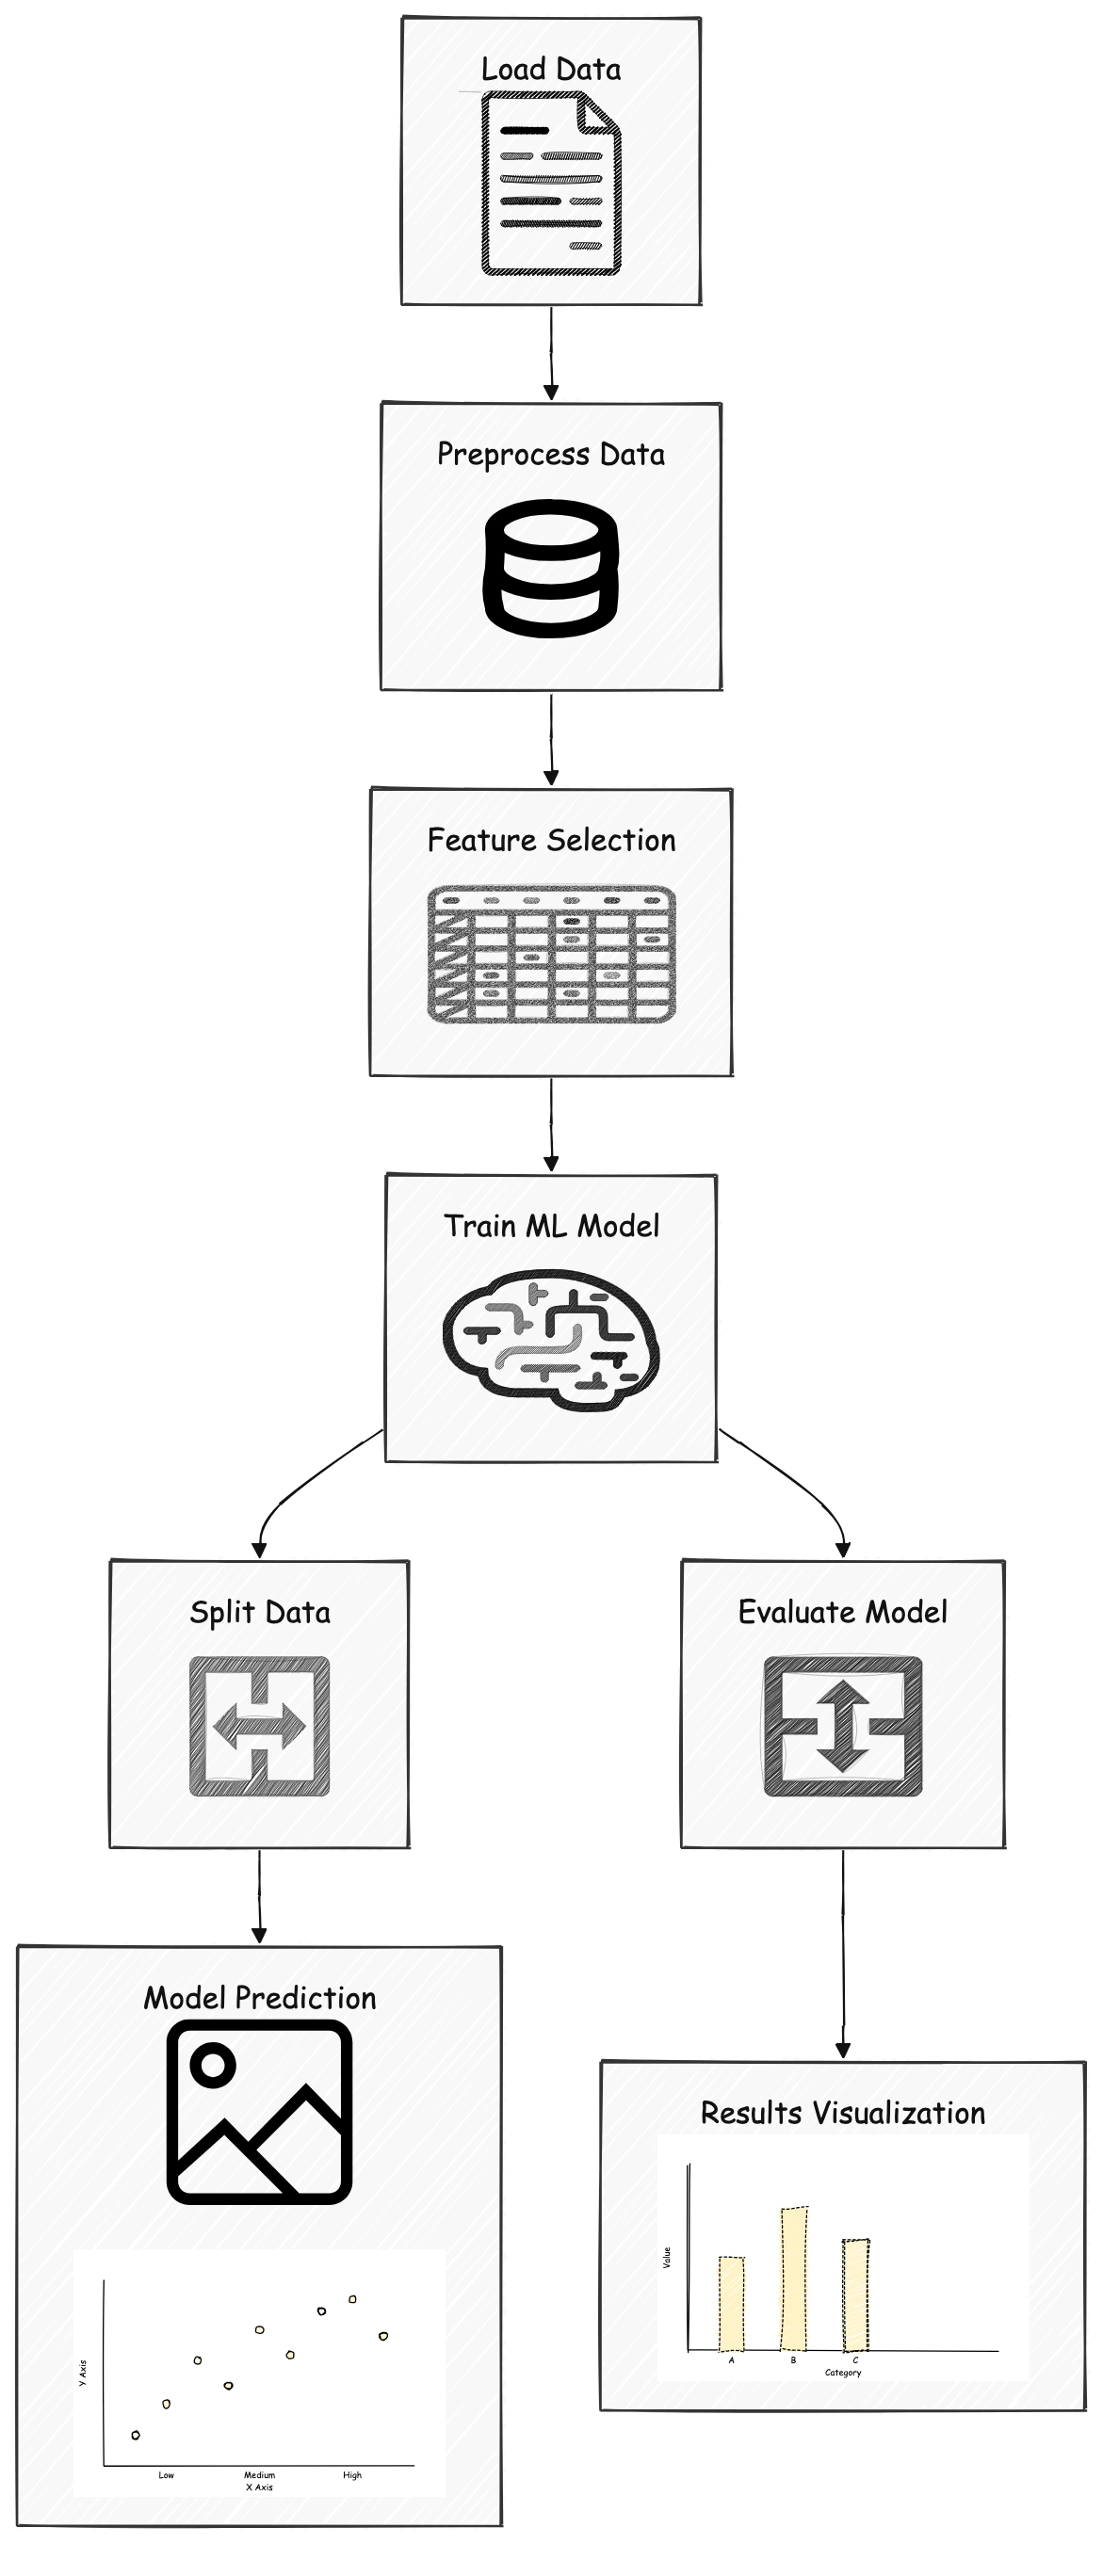 Load Data
Preprocess Data
Feature Selection
Train ML Model
Split Data
Evaluate Model
Model Prediction
Y Axis
Low Medium High
X Axis
Results Visualization
Value
A B C
Category